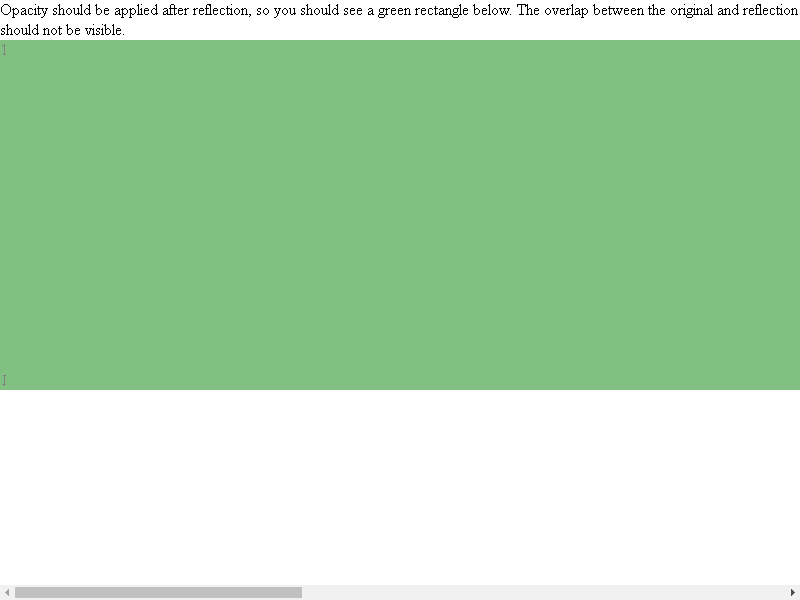 Opacity should be applied after reflection, so you should see a green rectangle below. The overlap between the original and reflection
should not be visible.
1